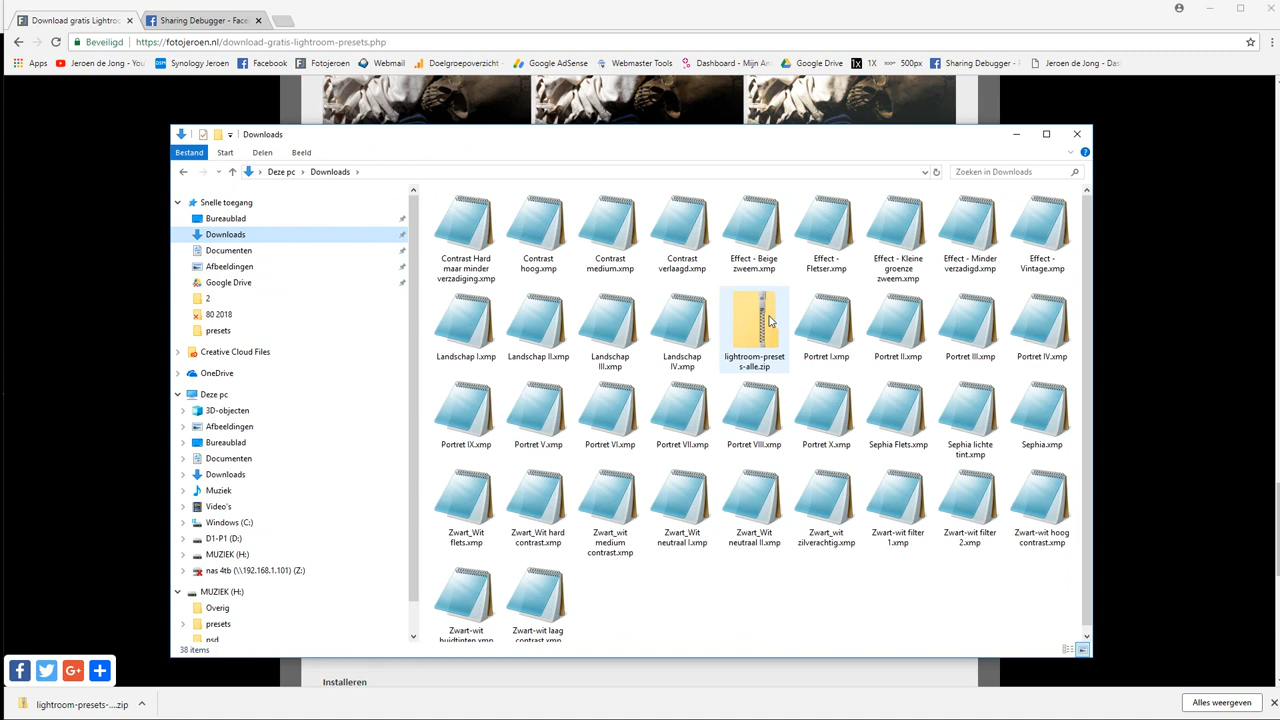 Download gratis Lightroo
Sharing Debugger - Face
Beveiligd
https://fotojeroen.nl/download-gratis-lightroom-presets.php
Apps
Jeroen de Jong - You
Synology Jeroen
Facebook
Fotojeroen
Webmail
Doelgroepoverzicht
Google AdSense
Webmaster Tools
Dashboard - Mijn An
Google Drive
1x 1X
500px
Sharing Debugger -
Jeroen de Jong - Das
Downloads
Bestand Start Delen Beeld
Deze pc > Downloads >
Zoeken in Downloads
Snelle toegang
Bureaublad
Downloads
Documenten
Afbeeldingen
Google Drive
2
80 2018
presets
Creative Cloud Files
OneDrive
Deze pc
3D-objecten
Afbeeldingen
Bureaublad
Documenten
Downloads
Muziek
Video's
Windows (C:)
D1-P1 (D:)
MUZIEK (H:)
nas 4tb (\\192.168.1.101) (Z:)
MUZIEK (H:)
Overig
presets
psd
Contrast Hard
maar minder
verzadiging.xmp
Contrast
hoog.xmp
Contrast
medium.xmp
Contrast
verlaagd.xmp
Effect - Beige
zweem.xmp
Effect -
Fletser.xmp
Effect - Kleine
groenze
zweem.xmp
Effect - Minder
verzadigd.xmp
Effect -
Vintage.xmp
Landschap I.xmp
Landschap II.xmp
Landschap
III.xmp
Landschap
IV.xmp
lightroom-preset
s-alle.zip
Portret I.xmp
Portret II.xmp
Portret III.xmp
Portret IV.xmp
Portret IX.xmp
Portret V.xmp
Portret VI.xmp
Portret VII.xmp
Portret VIII.xmp
Portret X.xmp
Sephia Flets.xmp
Sephia lichte
tint.xmp
Sephia.xmp
Zwart_Wit
flets.xmp
Zwart_Wit hard
contrast.xmp
Zwart_wit
medium
contrast.xmp
Zwart_Wit
neutraal I.xmp
Zwart_Wit
neutraal II.xmp
Zwart_wit
zilverachtig.xmp
Zwart-wit filter
1.xmp
Zwart-wit filter
2.xmp
Zwart-wit hoog
contrast.xmp
Zwart-wit
huidtinten.xmp
Zwart-wit laag
contrast.xmp
38 items
Installeren
lightroom-presets-....zip
Alles weergeven